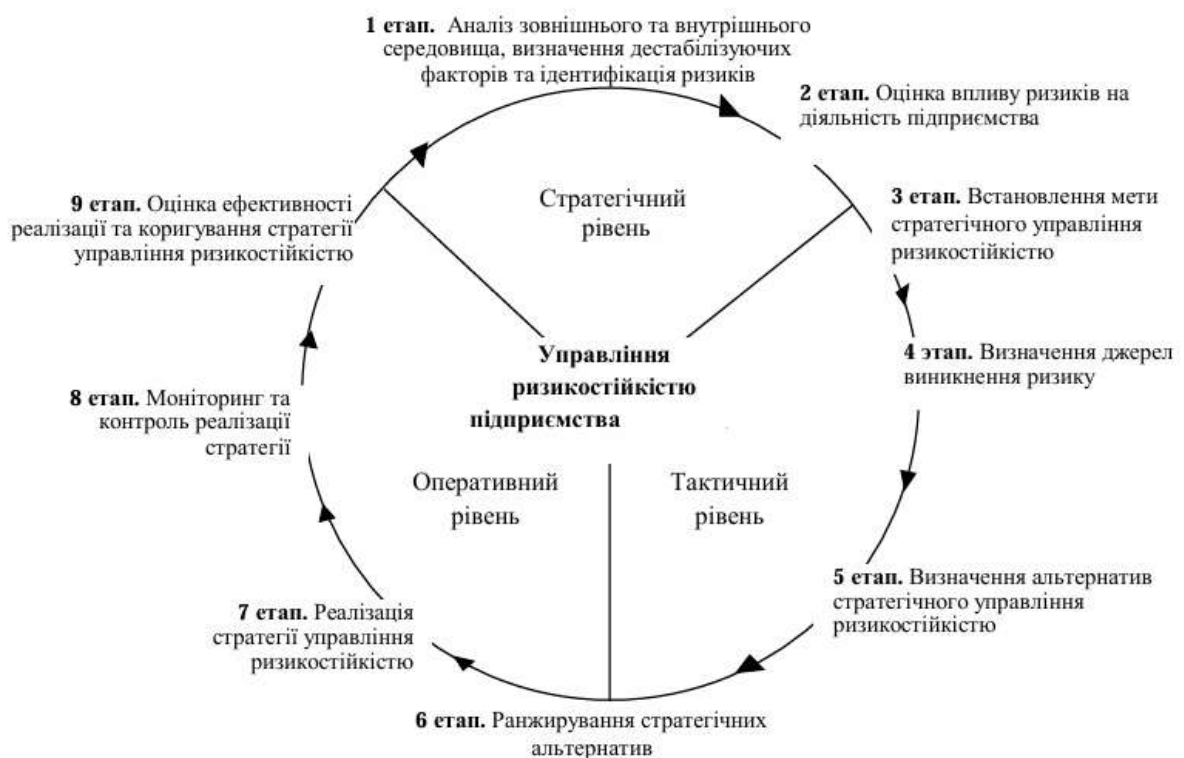 1 етап. Аналіз зовнішнього та внутрішнього
середовища, визначення дестабілізуючих
факторів та ідентифікація ризиків
2 етап. Оцінка впливу ризиків на
діяльність підприємства
3 етап. Встановлення мети
стратегічного управління
ризикостійкістю
4 этап. Визначення джерел
виникнення ризику
5 етап. Визначення альтернатив
стратегічного управління
ризикостійкістю
6 етап. Ранжирування стратегічних
альтернатив
7 етап. Реалізація
стратегії управління
ризикостійкістю
8 етап. Моніторинг та
контроль реалізації
стратегії
9 етап. Оцінка ефективності
реалізації та коригування стратегії
управління ризикостійкістю
Стратегічний
рівень
Управління
ризикостійкістю
підприємства
Оперативний
рівень
Тактичний
рівень